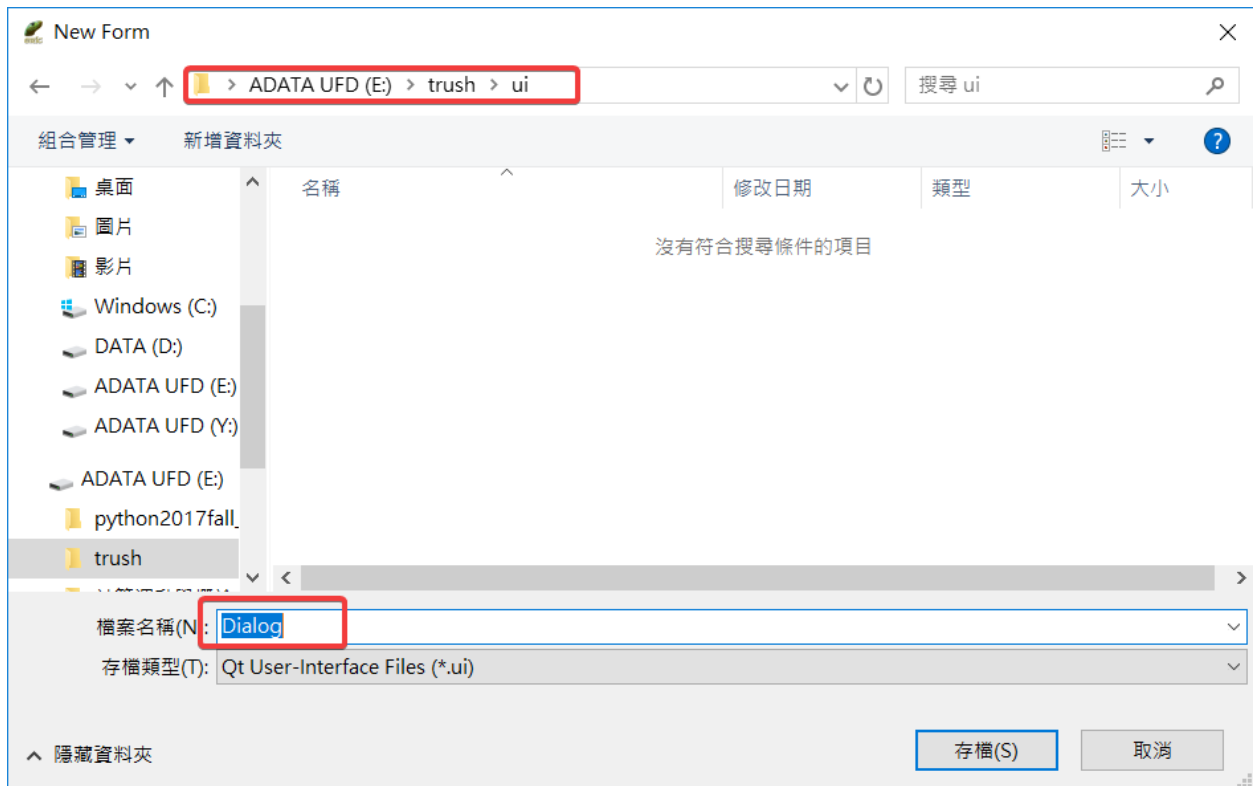 New Form
ADATA UFD (E:) > trush > ui
搜尋 ui
組合管理 新增資料夾
名稱 修改日期 類型 大小
沒有符合搜尋條件的項目
桌面
圖片
影片
Windows (C:)
DATA (D:)
ADATA UFD (E:)
ADATA UFD (Y:)
ADATA UFD (E:)
python2017fall_
trush
檔案名稱(N): Dialog
存檔類型(T): Qt User-Interface Files (*.ui)
隱藏資料夾
存檔(S) 取消